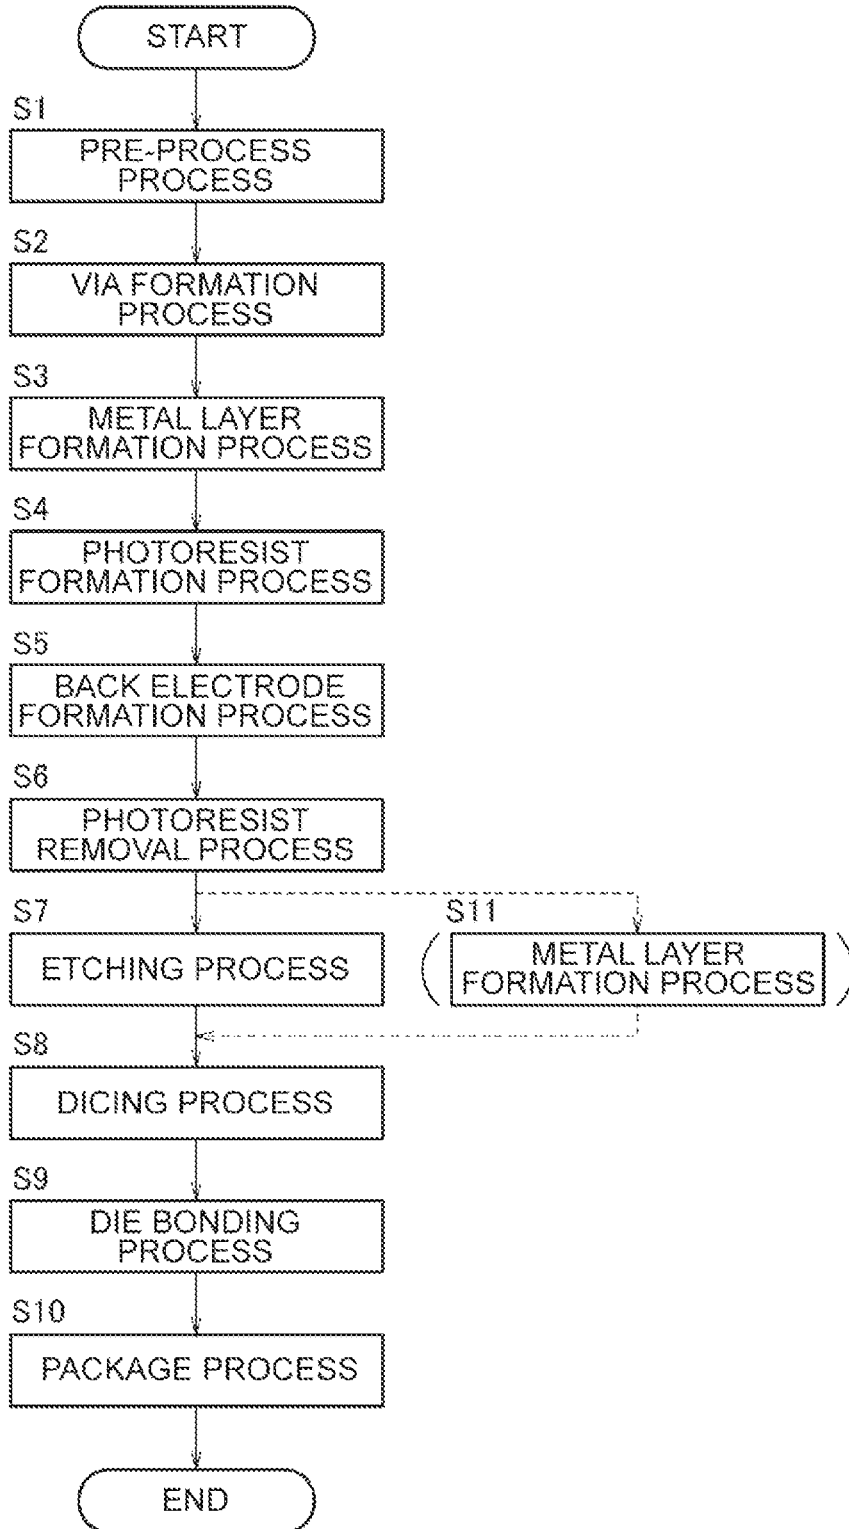 START
S1
PRE-PROCESS
PROCESS
S2
VIA FORMATION
PROCESS
S3
METAL LAYER
FORMATION PROCESS
S4
PHOTORESIST
FORMATION PROCESS
S5
BACK ELECTRODE
FORMATION PROCESS
S6
PHOTORESIST
REMOVAL PROCESS
S7
ETCHING PROCESS
S11
( METAL LAYER
FORMATION PROCESS )
S8
DICING PROCESS
S9
DIE BONDING
PROCESS
S10
PACKAGE PROCESS
END